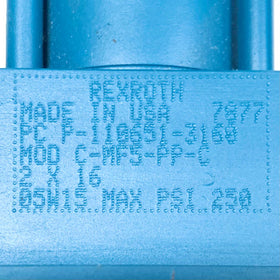 REXROTH
MADE IN USA 7877
PC P-110651-3160
MOD C-MF5-PP-C
2 X 16
05W15 MAX PSI 250